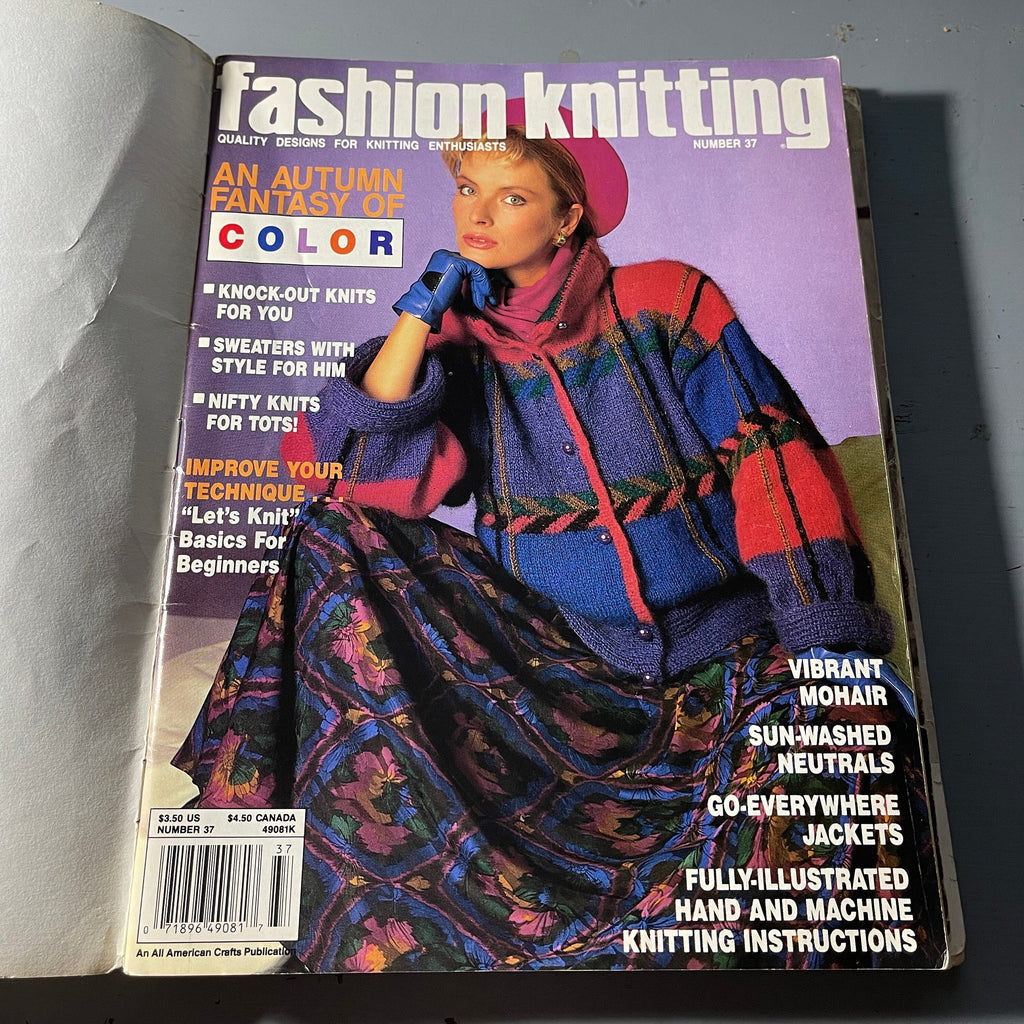 fashion knitting
QUALITY DESIGNS FOR KNITTING ENTHUSIASTS
NUMBER 37
®
AN AUTUMN
FANTASY OF
COLOR
KNOCK-OUT KNITS
FOR YOU
SWEATERS WITH
STYLE FOR HIM
NIFTY KNITS
FOR TOTS!
IMPROVE YOUR
TECHNIQUE . . .
“Let's Knit”
Basics For
Beginners
VIBRANT
MOHAIR
SUN-WASHED
NEUTRALS
GO-EVERYWHERE
JACKETS
FULLY-ILLUSTRATED
HAND AND MACHINE
KNITTING INSTRUCTIONS
$3.50 US $4.50 CANADA
NUMBER 37 49081K
37
0 71896 49081 7
An All American Crafts Publication